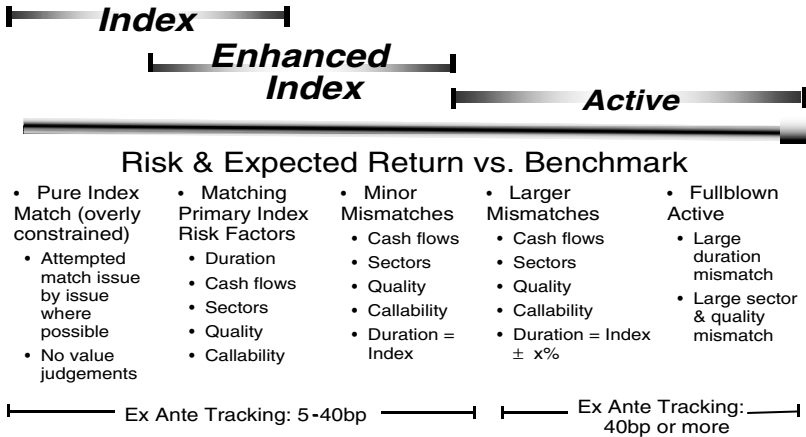 Index
Enhanced
Index
Active
Risk & Expected Return vs. Benchmark
• Pure Index
Match (overly
constrained)
• Attempted
match issue
by issue
where
possible
• No value
judgements
• Matching
Primary Index
Risk Factors
• Duration
• Cash flows
• Sectors
• Quality
• Callability
• Minor
Mismatches
• Cash flows
• Sectors
• Quality
• Callability
• Duration =
Index
• Larger
Mismatches
• Cash flows
• Sectors
• Quality
• Callability
• Duration = Index
± x%
• Fullblown
Active
• Large
duration
mismatch
• Large sector
& quality
mismatch
Ex Ante Tracking: 5-40bp
Ex Ante Tracking:
40bp or more